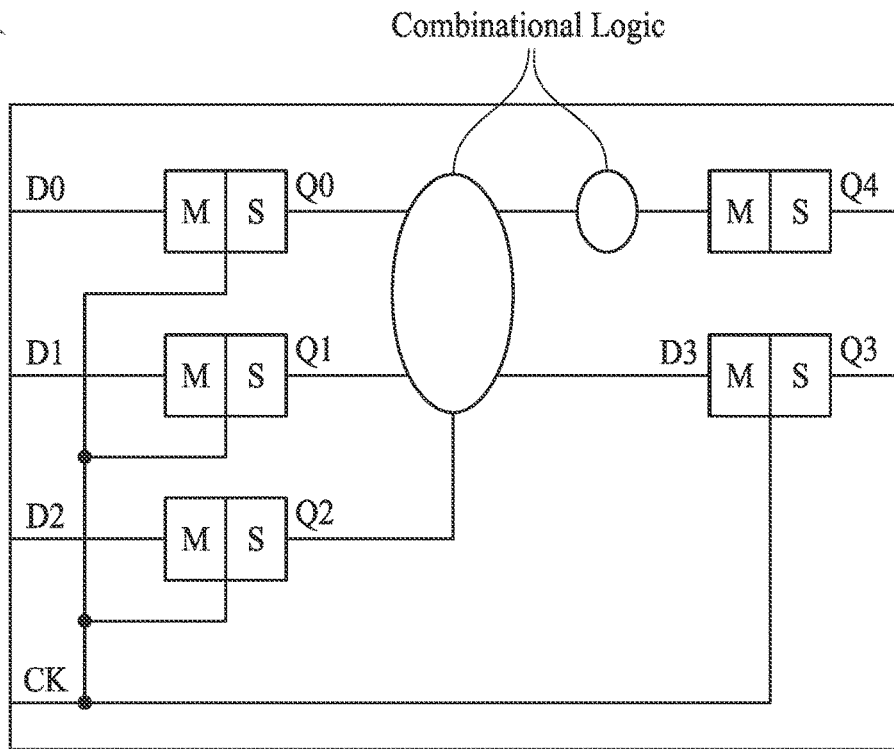 Combinational Logic
D0 M S Q0 M S Q4
D1 M S Q1 D3 M S Q3
D2 M S Q2
CK